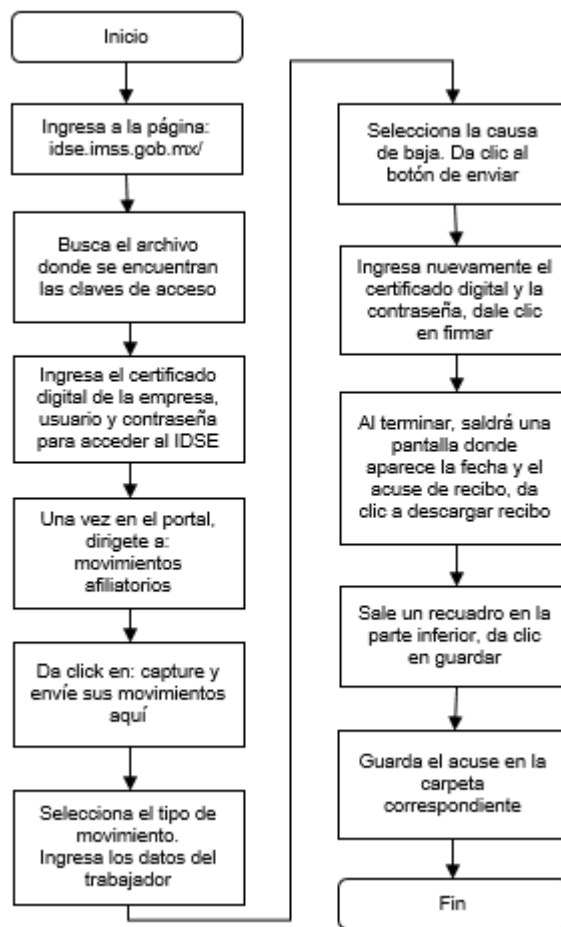 Inicio
Ingresa a la página:
idse.imss.gob.mx/
Busca el archivo
donde se encuentran
las claves de acceso
Ingresa el certificado
digital de la empresa,
usuario y contraseña
para acceder al IDSE
Una vez en el portal,
dirigete a:
movimientos
afiliatorios
Da click en: capture y
envíe sus movimientos
aquí
Selecciona el tipo de
movimiento.
Ingresa los datos del
trabajador
Selecciona la causa
de baja. Da clic al
botón de enviar
Ingresa nuevamente el
certificado digital y la
contraseña, dale clic
en firmar
Al terminar, saldrá una
pantalla donde
aparece la fecha y el
acuse de recibo, da
clic a descargar recibo
Sale un recuadro en la
parte inferior, da clic
en guardar
Guarda el acuse en la
carpeta
correspondiente
Fin